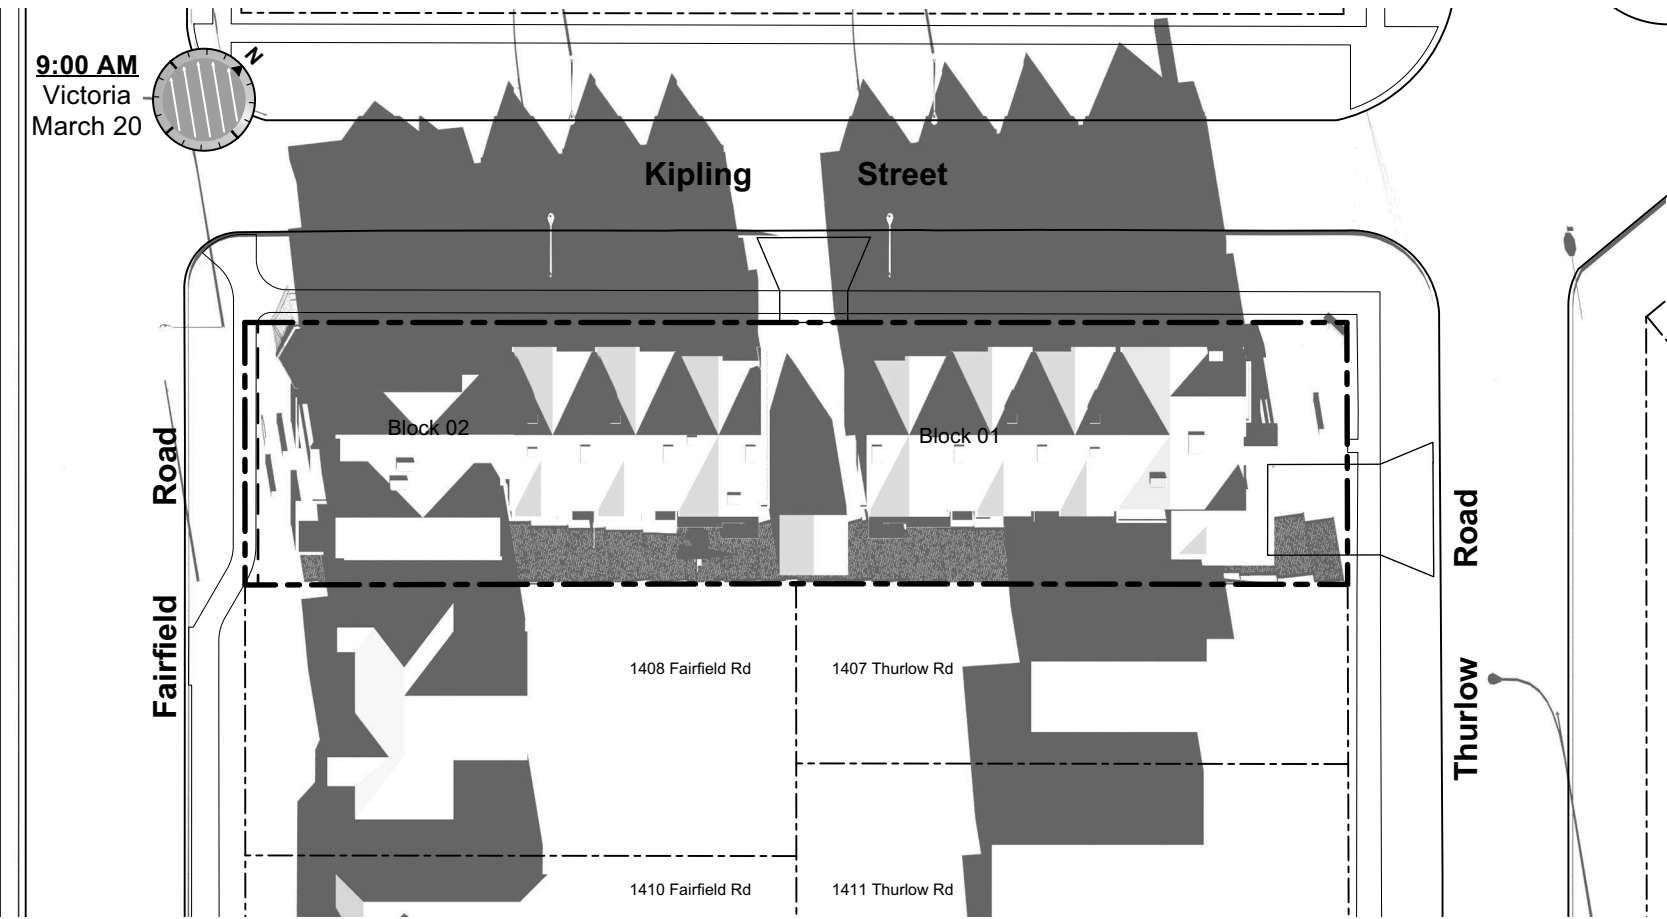 N
9:00 AM
Victoria
March 20
Kipling Street
Block 02
Block 01
Fairfield Road
Thurlow Road
1408 Fairfield Rd
1407 Thurlow Rd
1410 Fairfield Rd
1411 Thurlow Rd